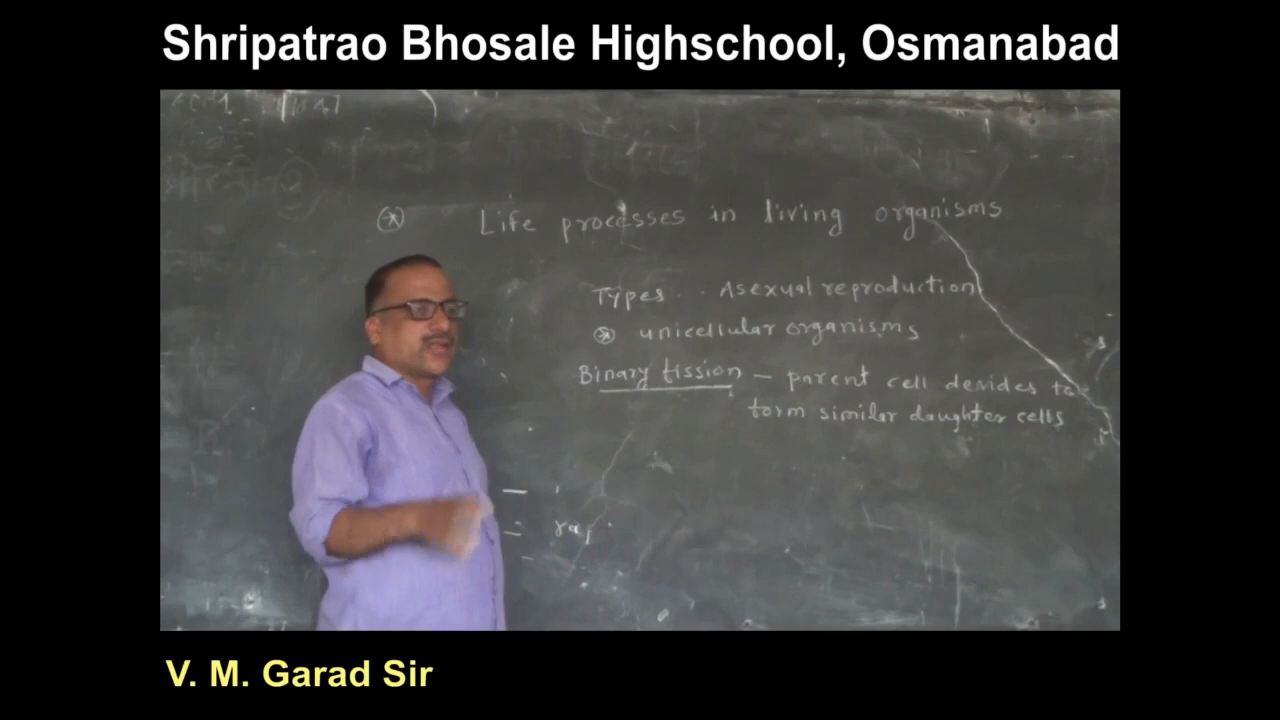 Shripatrao Bhosale Highschool, Osmanabad
Life processes in living organisms
Types .. Asexual reproduction
unicellular organisms
Binary fission — parent cell devides to
form similar daughter cells
V. M. Garad Sir